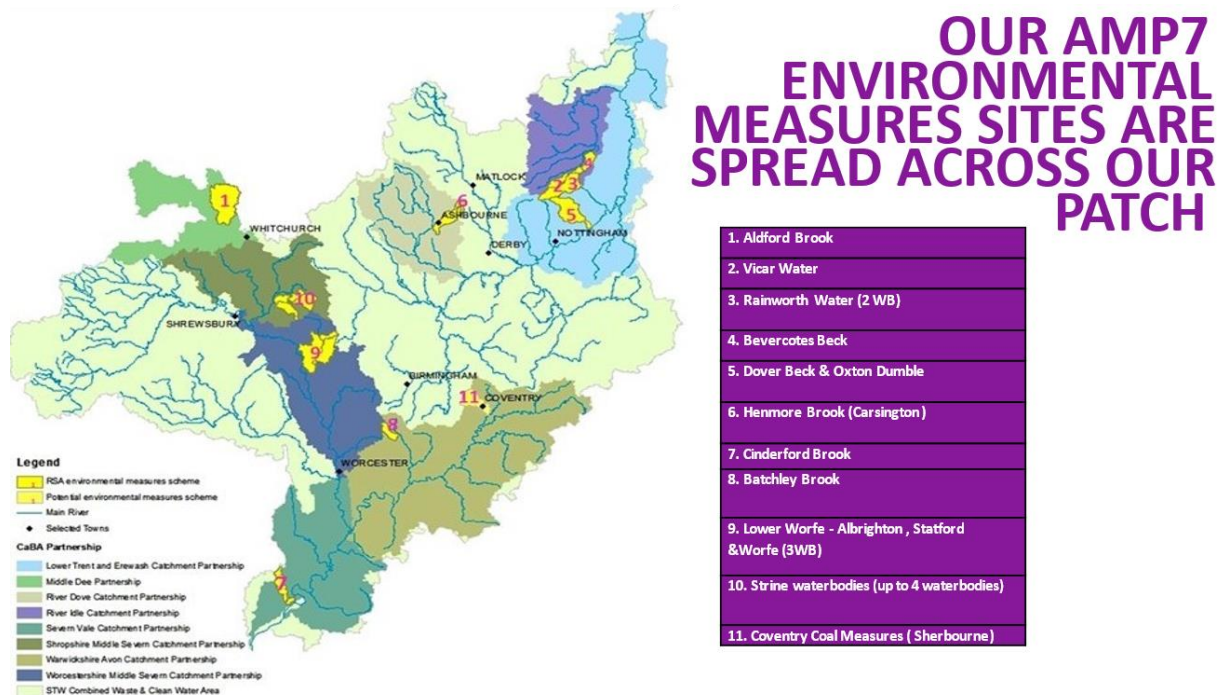 OUR AMP7
ENVIRONMENTAL
MEASURES SITES ARE
SPREAD ACROSS OUR
PATCH
1. Aldford Brook
2. Vicar Water
3. Rainworth Water (2 WB)
4. Bevercotes Beck
5. Dover Beck & Oxton Dumble
6. Henmore Brook (Carsington)
7. Cinderford Brook
8. Batchley Brook
9. Lower Worfe - Albrighton , Statford
&Worfe (3WB)
10. Strine waterbodies (up to 4 waterbodies)
11. Coventry Coal Measures ( Sherbourne)
1
WHITCHURCH
MATLOCK
6
ASHBOURNE
DERBY
4
2
3
5
NOTTINGHAM
10
SHREWSBURY
9
BIRMINGHAM
11
COVENTRY
8
WORCESTER
7
Legend
RSA environmental measures scheme
Potential environmental measures scheme
Main River
Selected Towns
CaBA Partnership
Lower Trent and Erewash Catchment Partnership
Middle Dee Partnership
River Dove Catchment Partnership
River Idle Catchment Partnership
Severn Vale Catchment Partnership
Shropshire Middle Severn Catchment Partnership
Warwickshire Avon Catchment Partnership
Worcestershire Middle Severn Catchment Partnership
STW Combined Waste & Clean Water Area